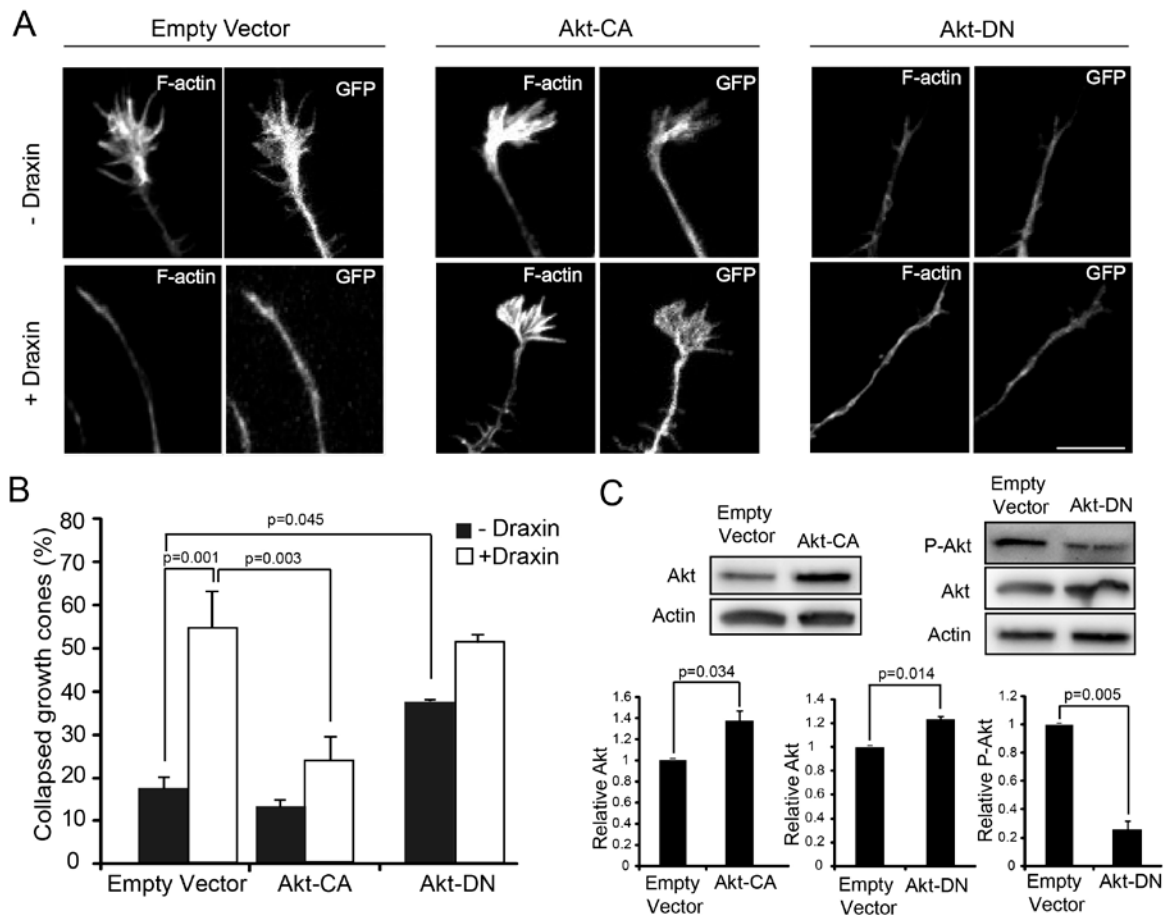 A
Empty Vector
Akt-CA
Akt-DN
- Draxin
F-actin
GFP
F-actin
GFP
F-actin
GFP
+ Draxin
F-actin
GFP
F-actin
GFP
F-actin
GFP
B
Collapsed growth cones (%)
80
70
60
50
40
30
20
10
0
p=0.045
p=0.001
p=0.003
- Draxin
+Draxin
Empty Vector
Akt-CA
Akt-DN
C
Empty
Vector
Akt-CA
Akt
Actin
Empty
Vector
Akt-DN
P-Akt
Akt
Actin
Relative Akt
1.6
1.4
1.2
1
0.8
0.6
0.4
0.2
0
p=0.034
Empty
Vector
Akt-CA
Relative Akt
1.4
1.2
1
0.8
0.6
0.4
0.2
0
p=0.014
Empty
Vector
Akt-DN
Relative P-Akt
1.2
1
0.8
0.6
0.4
0.2
0
p=0.005
Empty
Vector
Akt-DN